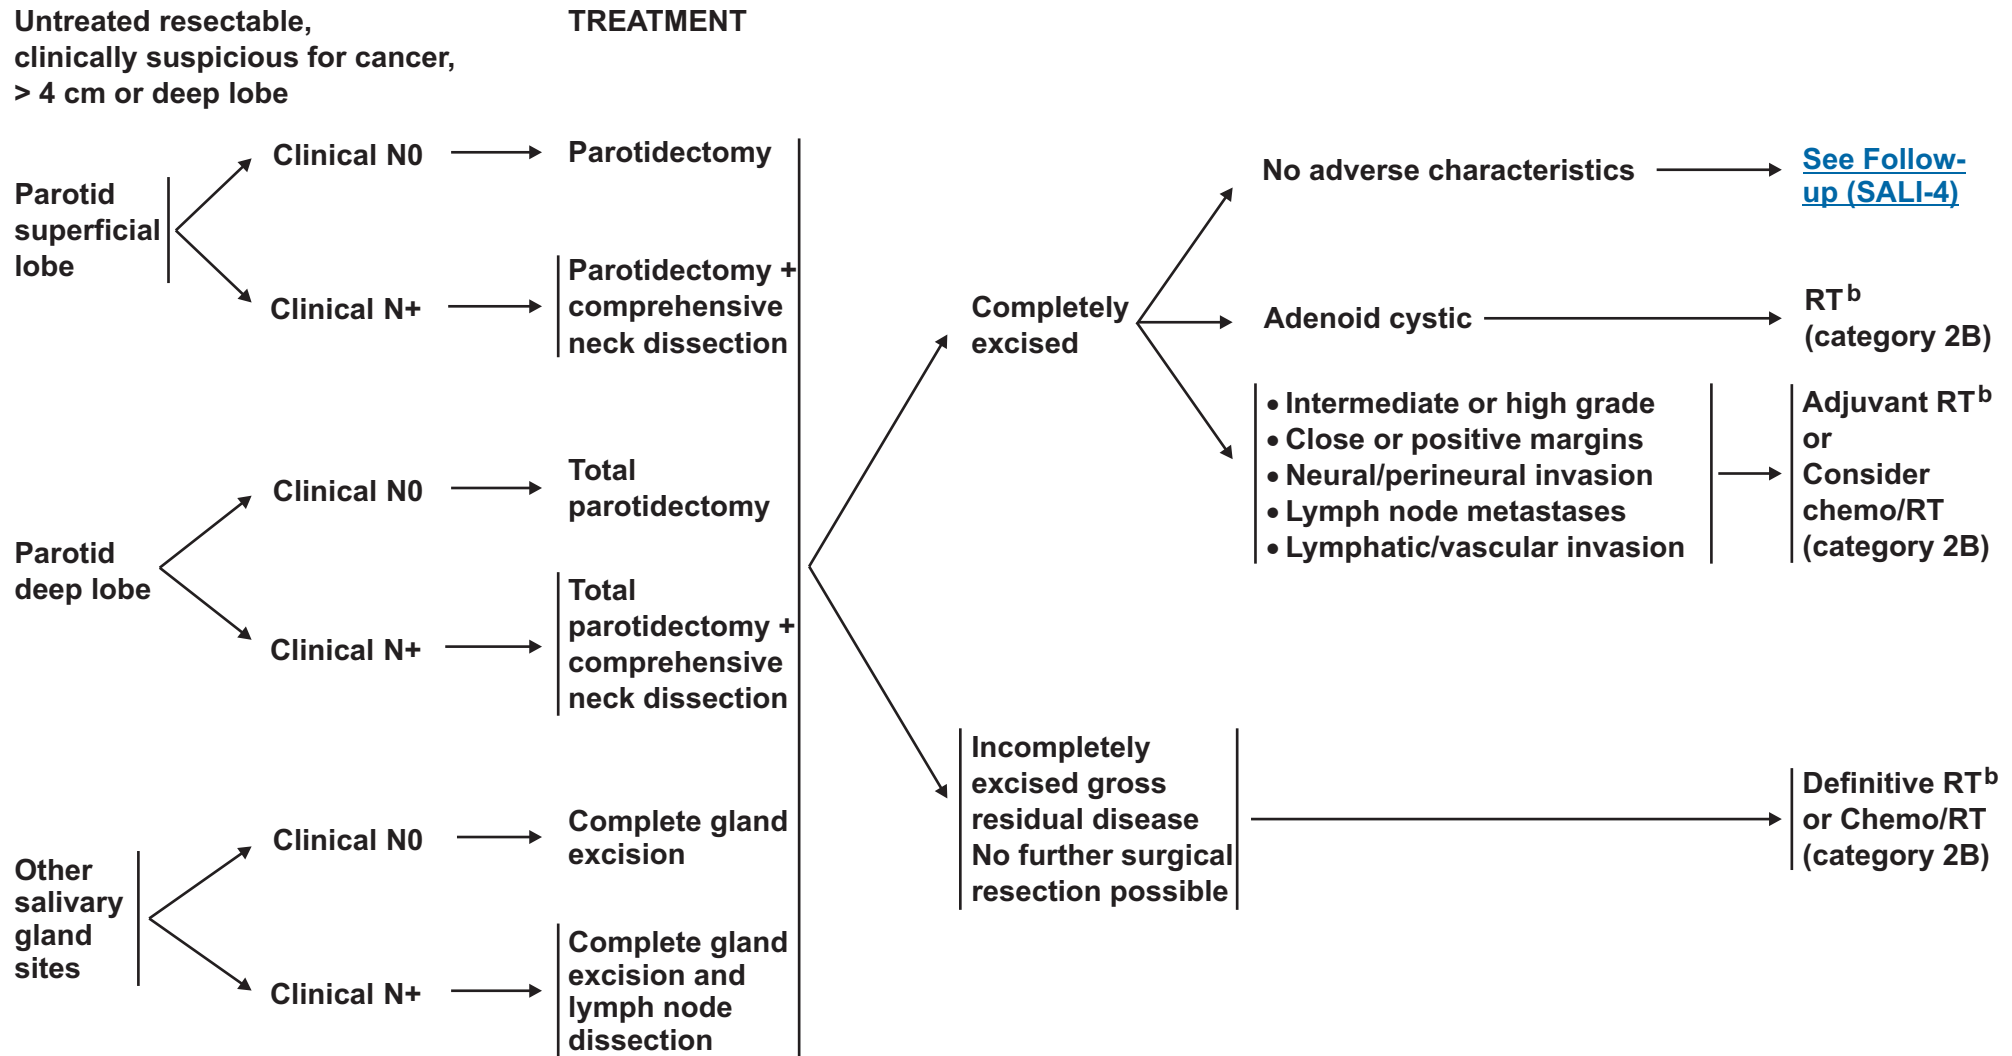 Untreated resectable,
clinically suspicious for cancer,
> 4 cm or deep lobe
TREATMENT
Parotid
superficial
lobe
Clinical N0
Parotidectomy
Clinical N+
Parotidectomy +
comprehensive
neck dissection
Parotid
deep lobe
Clinical N0
Total
parotidectomy
Clinical N+
Total
parotidectomy +
comprehensive
neck dissection
Other
salivary
gland
sites
Clinical N0
Complete gland
excision
Clinical N+
Complete gland
excision and
lymph node
dissection
Completely
excised
No adverse characteristics
See Follow-
up (SALI-4)
Adenoid cystic
RT b
(category 2B)
• Intermediate or high grade
• Close or positive margins
• Neural/perineural invasion
• Lymph node metastases
• Lymphatic/vascular invasion
Adjuvant RT b
or
Consider
chemo/RT
(category 2B)
Incompletely
excised gross
residual disease
No further surgical
resection possible
Definitive RT b
or Chemo/RT
(category 2B)